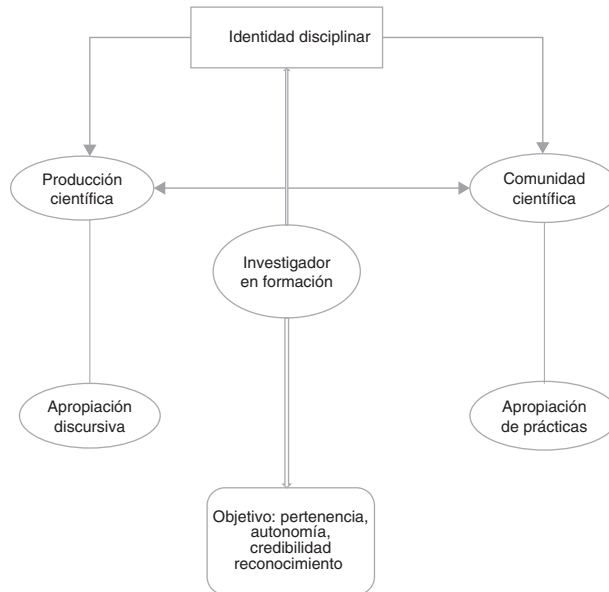 Identidad disciplinar
Producción
científica
Comunidad
científica
Investigador
en formación
Apropiación
discursiva
Apropiación
de prácticas
Objetivo: pertenencia,
autonomía,
credibilidad
reconocimiento